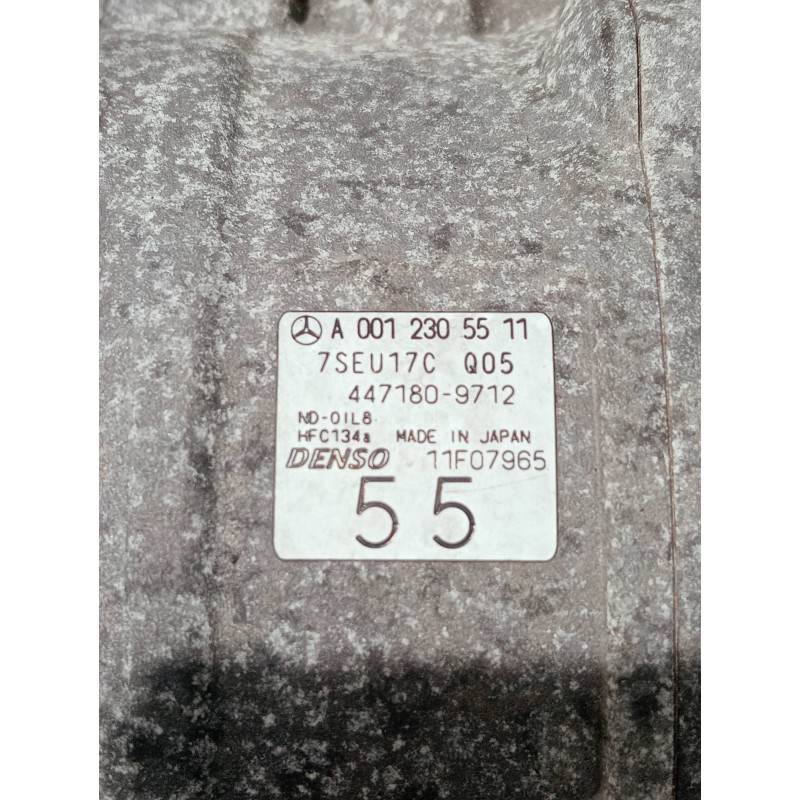 A 001 230 55 11
7SEU17C Q05
447180-9712
ND-OIL8
HFC134a MADE IN JAPAN
DENSO 11F07965
55